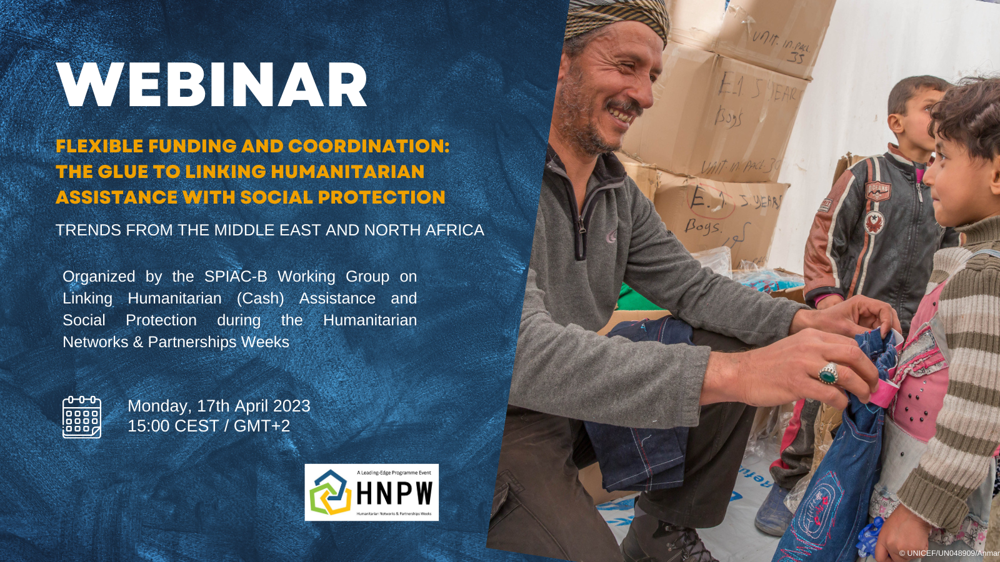 WEBINAR
FLEXIBLE FUNDING AND COORDINATION:
THE GLUE TO LINKING HUMANITARIAN
ASSISTANCE WITH SOCIAL PROTECTION
TRENDS FROM THE MIDDLE EAST AND NORTH AFRICA
Organized by the SPIAC-B Working Group on
Linking Humanitarian (Cash) Assistance and
Social Protection during the Humanitarian
Networks & Partnerships Weeks
Monday, 17th April 2023
15:00 CEST / GMT+2
A Leading-Edge Programme Event
HNPW
Humanitarian Networks & Partnerships Weeks
UNIT. IN. PACL.
35
E.1 5 YEAR
Boys
UNIT IN PACL 30
E. 1. 5 YEARS
Boys.
OCEANS
© UNICEF/UN048909/Anmar